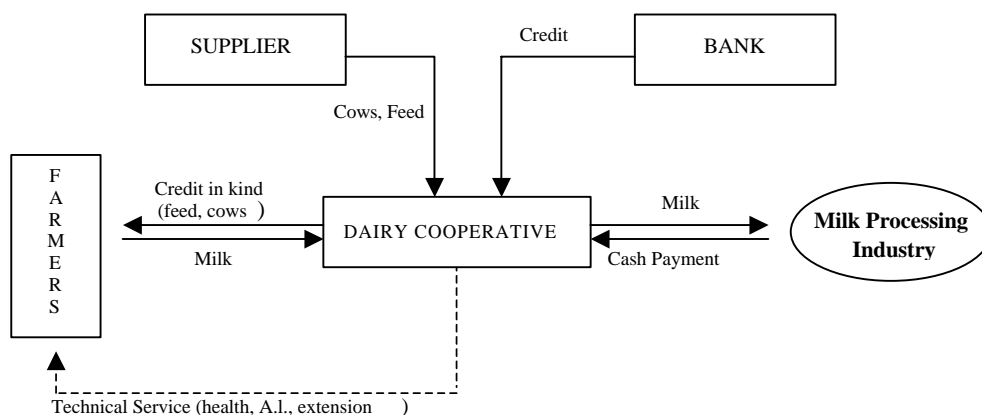 SUPPLIER
Credit
BANK
Cows, Feed
F
A
R
M
E
R
S
Credit in kind
(feed, cows )
Milk
DAIRY COOPERATIVE
Milk
Cash Payment
Milk Processing
Industry
Technical Service (health, A.l., extension )